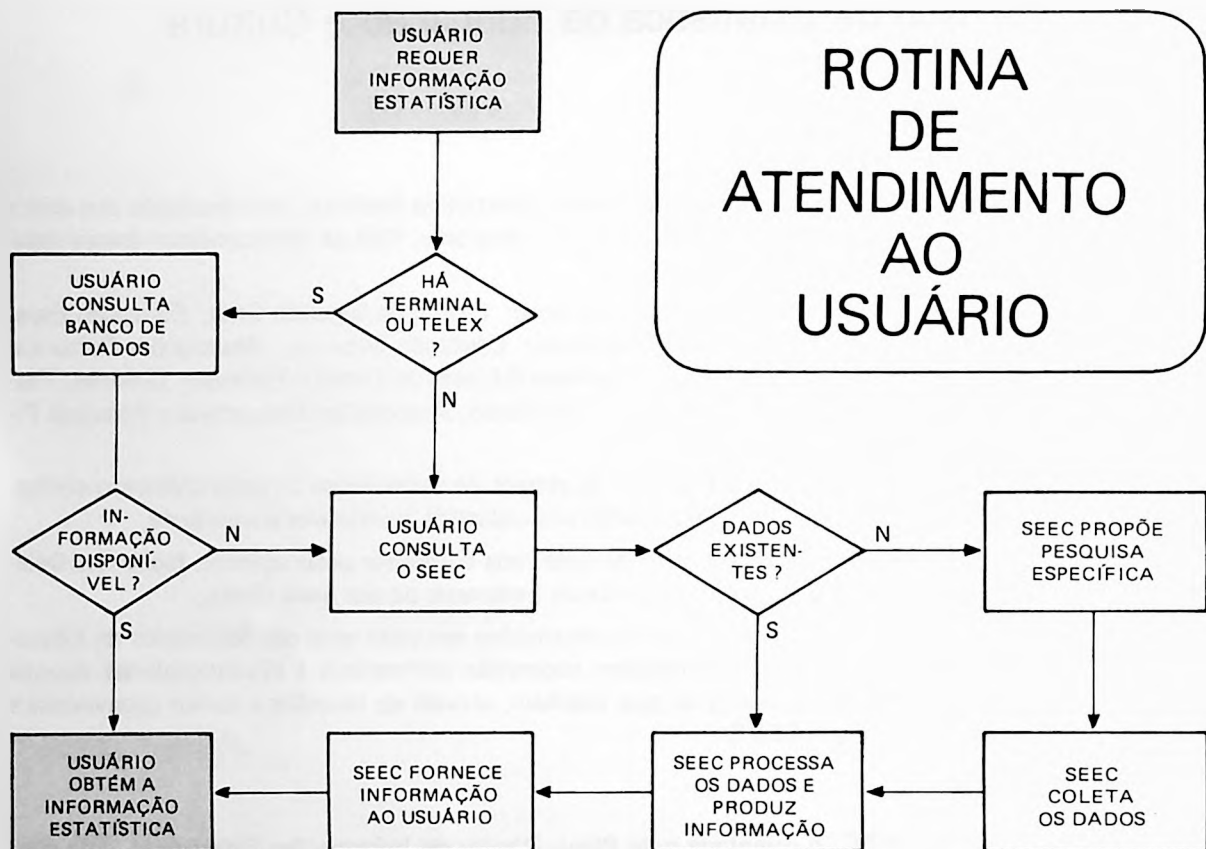 USUÁRIO
REQUER
INFORMAÇÃO
ESTATÍSTICA
ROTINA
DE
ATENDIMENTO
AO
USUÁRIO
USUÁRIO
CONSULTA
BANCO DE
DADOS
S
HÁ
TERMINAL
OU TELEX
?
N
IN-
FORMAÇÃO
DISPONÍ-
VEL ?
N
S
USUÁRIO
CONSULTA
O SEEC
DADOS
EXISTEN-
TES ?
N
S
SEEC PROPÕE
PESQUISA
ESPECÍFICA
USUÁRIO
OBTÉM A
INFORMAÇÃO
ESTATÍSTICA
SEEC FORNECE
INFORMAÇÃO
AO USUÁRIO
SEEC PROCESSA
OS DADOS E
PRODUZ
INFORMAÇÃO
SEEC
COLETA
OS DADOS